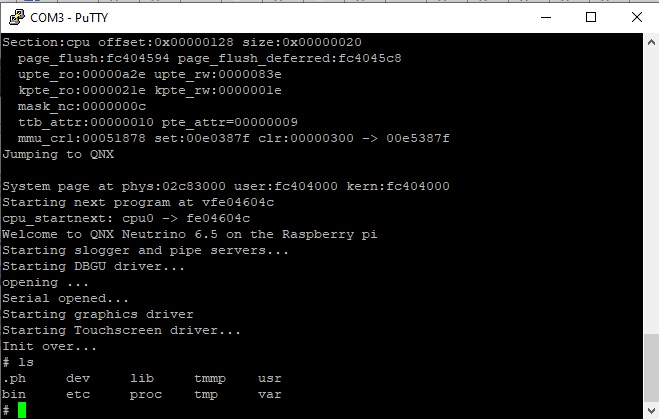 COM3 - PuTTY
Section:cpu offset:0x00000128 size:0x00000020
page_flush:fc404594 page_flush_deferred:fc4045c8
upte_ro:00000a2e upte_rw:0000083e
kpte_ro:0000021e kpte_rw:0000001e
mask_nc:0000000c
ttb_attr:00000010 pte_attr=00000009
mmu_cr1:00051878 set:00e0387f clr:00000300 -> 00e5387f
Jumping to QNX
System page at phys:02c83000 user:fc404000 kern:fc404000
Starting next program at vfe04604c
cpu_startnext: cpu0 -> fe04604c
Welcome to QNX Neutrino 6.5 on the Raspberry pi
Starting slogger and pipe servers...
Starting DBGU driver...
opening ...
Serial opened...
Starting graphics driver
Starting Touchscreen driver...
Init over...
# ls
.ph dev lib tmmp usr
bin etc proc tmp var
#